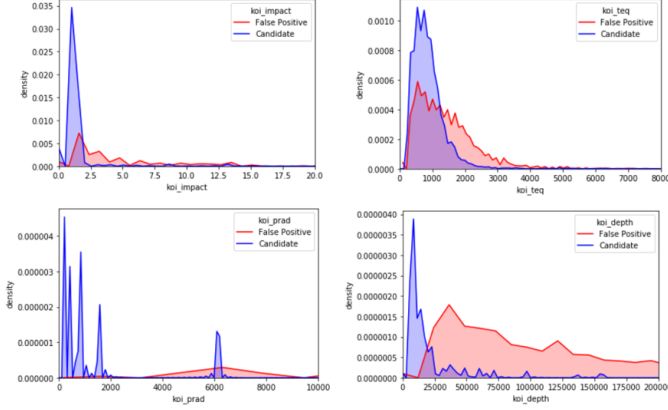 koi_impact
False Positive
Candidate
density
0.035
0.030
0.025
0.020
0.015
0.010
0.005
0.000
0.0 2.5 5.0 7.5 10.0 12.5 15.0 17.5 20.0
koi_impact
koi_teq
False Positive
Candidate
density
0.0010
0.0008
0.0006
0.0004
0.0002
0.0000
0 1000 2000 3000 4000 5000 6000 7000 8000
koi_teq
koi_prad
False Positive
Candidate
density
0.000004
0.000003
0.000002
0.000001
0.000000
0 2000 4000 6000 8000 10000
koi_prad
koi_depth
False Positive
Candidate
density
0.0000040
0.0000035
0.0000030
0.0000025
0.0000020
0.0000015
0.0000010
0.0000005
0.0000000
0 25000 50000 75000 100000 125000 150000 175000 20000
koi_depth